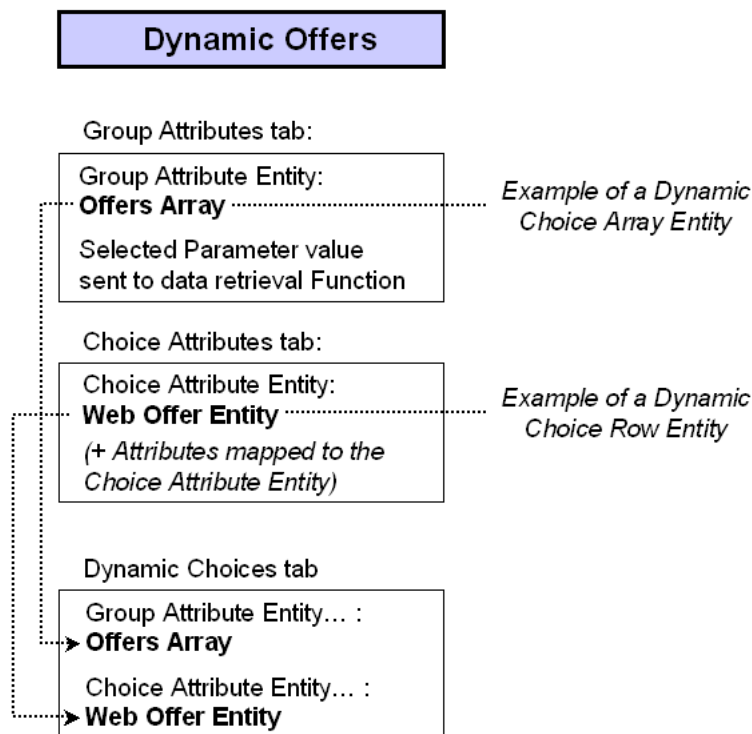 Dynamic Offers
Group Attributes tab:
Group Attribute Entity:
Offers Array
Selected Parameter value
sent to data retrieval Function
Example of a Dynamic
Choice Array Entity
Choice Attributes tab:
Choice Attribute Entity:
Web Offer Entity
(+ Attributes mapped to the
Choice Attribute Entity)
Example of a Dynamic
Choice Row Entity
Dynamic Choices tab
Group Attribute Entity... :
Offers Array
Choice Attribute Entity... :
Web Offer Entity